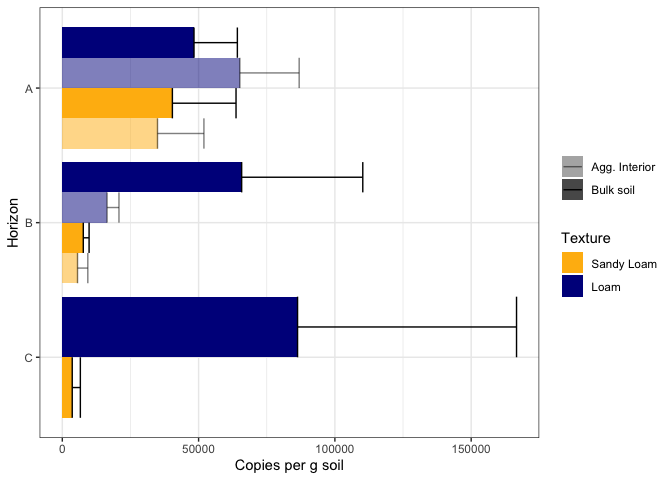 Horizon
A
B
C
0
50000
100000
150000
Copies per g soil
Agg. Interior
Bulk soil
Texture
Sandy Loam
Loam